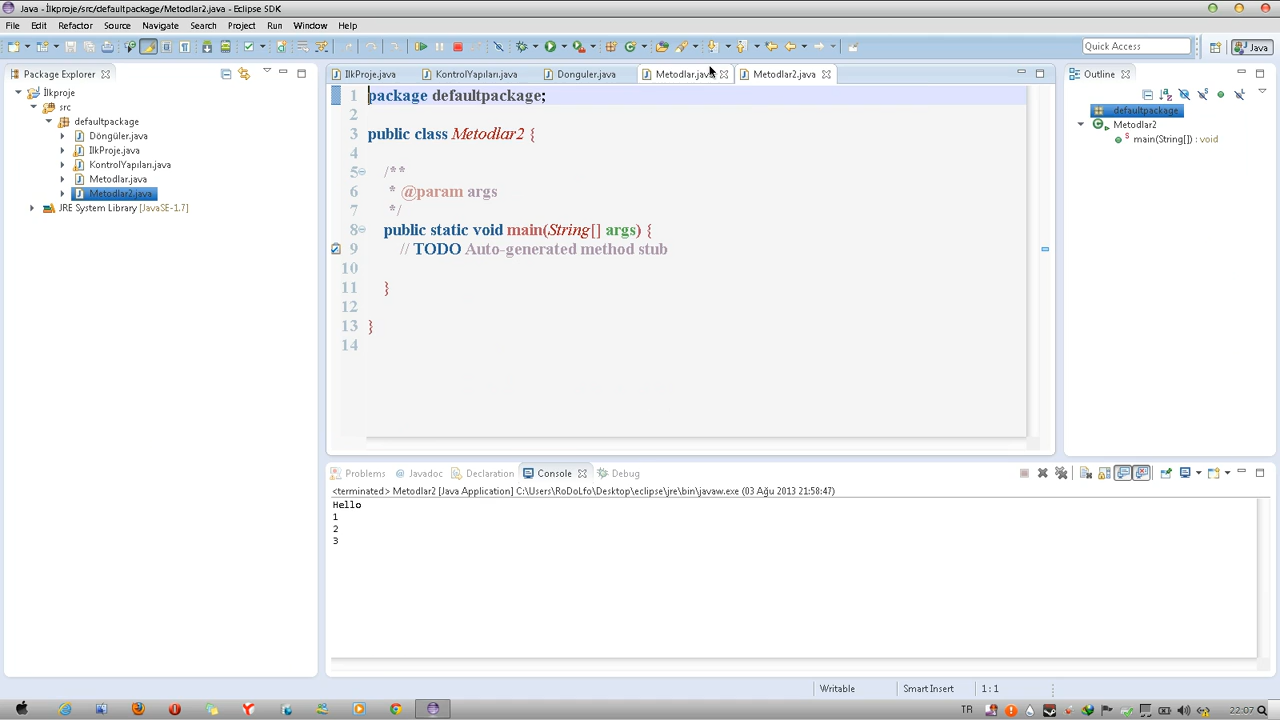 Java - İlkproje/src/defaultpackage/Metodlar2.java - Eclipse SDK
File Edit Refactor Source Navigate Search Project Run Window Help
Quick Access
Java
Package Explorer
İlkproje
src
defaultpackage
Döngüler.java
IlkProje.java
KontrolYapıları.java
Metodlar.java
Metodlar2.java
JRE System Library [JavaSE-1.7]
IlkProje.java KontrolYapıları.java Donguler.java Metodlar.java Metodlar2.java
1 package defaultpackage;
2
3 public class Metodlar2 {
4
5 /**
6 * @param args
7 */
8 public static void main(String[] args) {
9 // TODO Auto-generated method stub
10
11 }
12
13 }
14
Outline
defaultpackage
Metodlar2
main(String[]) : void
Problems Javadoc Declaration Console Debug
<terminated> Metodlar2 [Java Application] C:\Users\RoDoLfo\Desktop\eclipse\jre\bin\javaw.exe (03 Ağu 2013 21:58:47)
Hello
1
2
3
Writable Smart Insert 1 : 1
TR 22:07